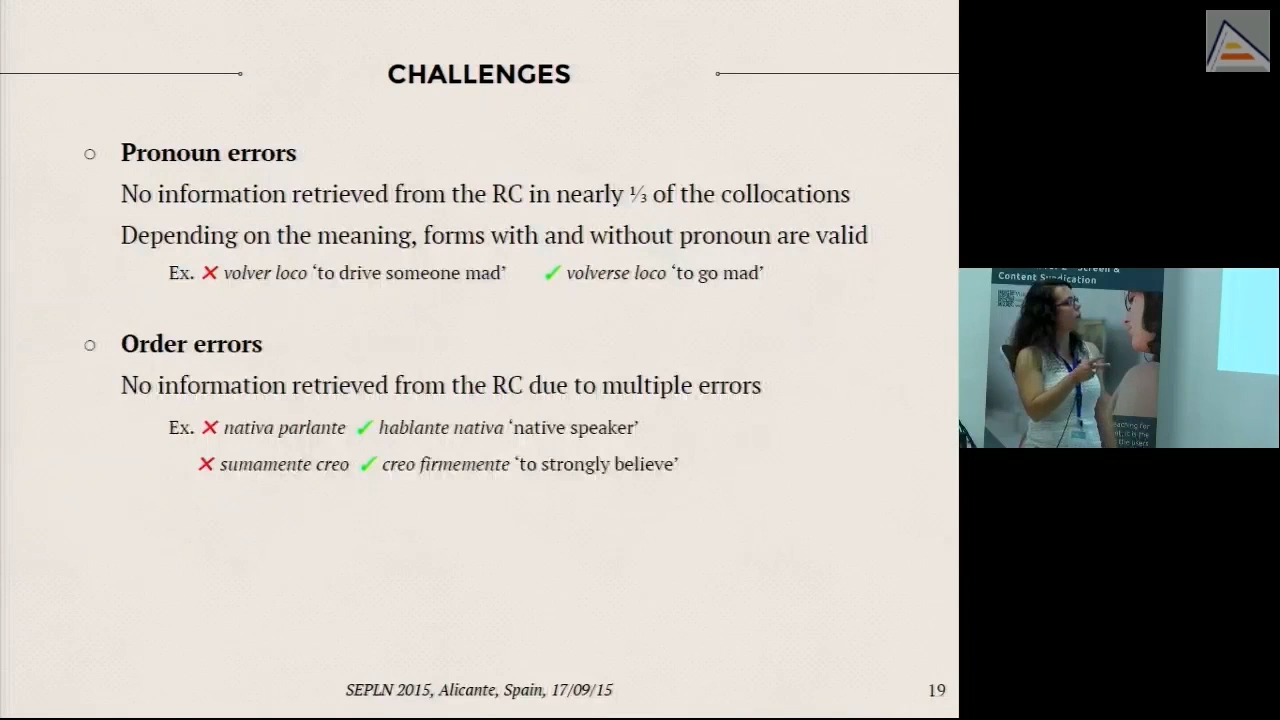 CHALLENGES
○ Pronoun errors
No information retrieved from the RC in nearly ⅓ of the collocations
Depending on the meaning, forms with and without pronoun are valid
Ex. ✗ volver loco ‘to drive someone mad’ ✓ volverse loco ‘to go mad’
○ Order errors
No information retrieved from the RC due to multiple errors
Ex. ✗ nativa parlante ✓ hablante nativa ‘native speaker’
✗ sumamente creo ✓ creo firmemente ‘to strongly believe’
SEPLN 2015, Alicante, Spain, 17/09/15
19
Screen &
Content Syndication
the users